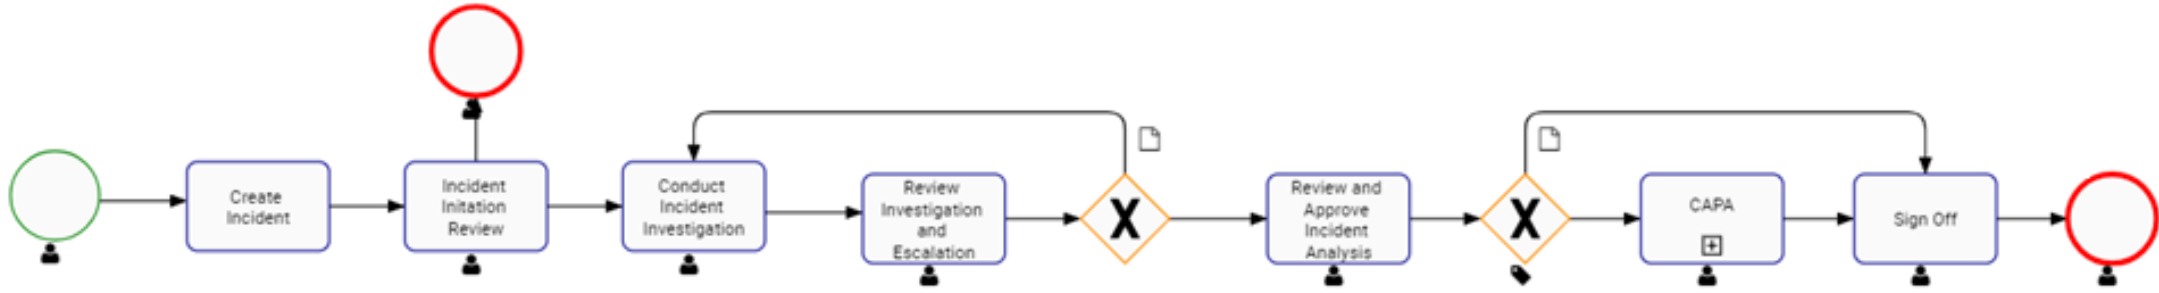 Create
Incident
Incident
Initation
Review
Conduct
Incident
Investigation
Review
Investigation
and
Escalation
X
Review and
Approve
Incident
Analysis
X
CAPA
Sign Off